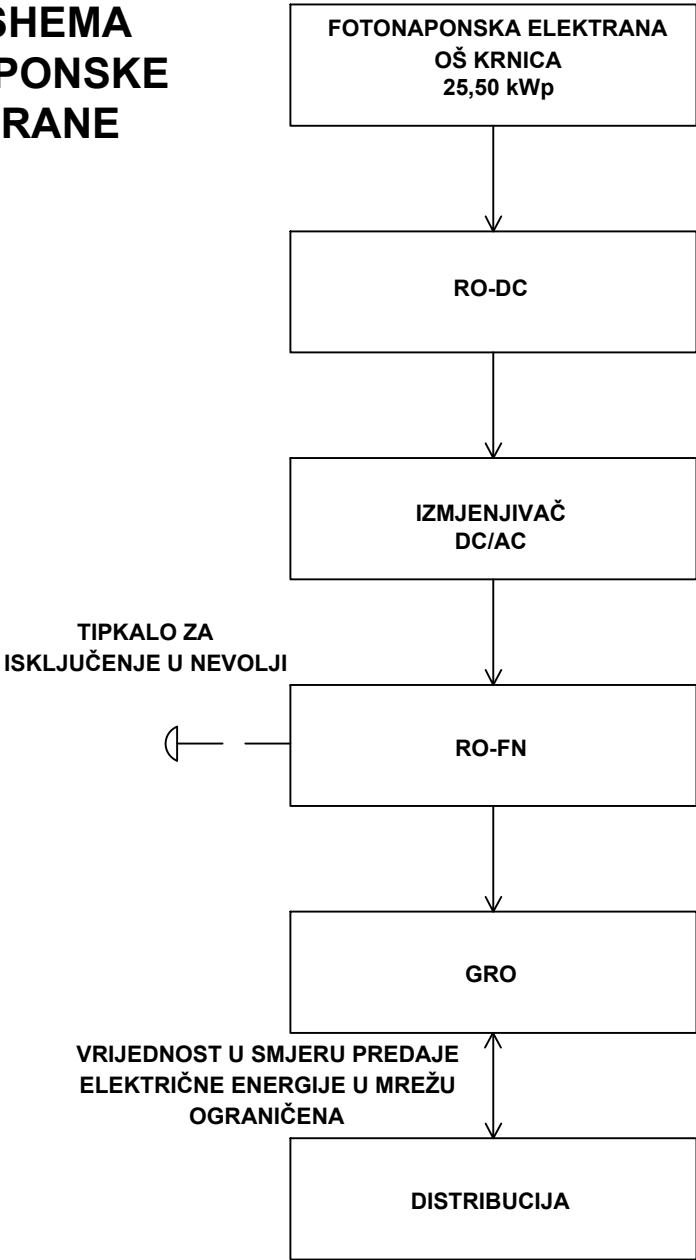 SHEMA
PONSKE
RANE
FOTONAPONSKA ELEKTRANA
OŠ KRNICA
25,50 kWp
RO-DC
IZMJENJIVAČ
DC/AC
TIPKALO ZA
ISKLJUČENJE U NEVOLJI
RO-FN
GRO
VRIJEDNOST U SMJERU PREDAJE
ELEKTRIČNE ENERGIJE U MREŽU
OGRANIČENA
DISTRIBUCIJA